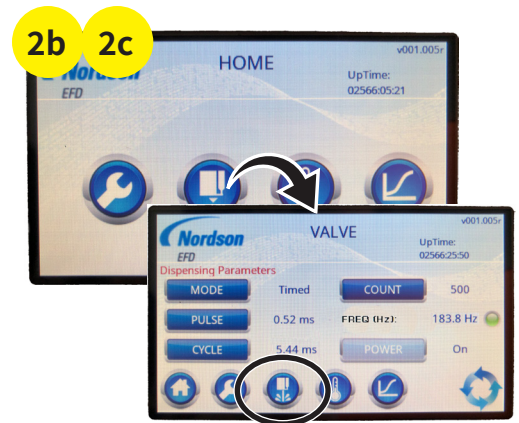 2b 2c
HOME
v001.005r
Nordson
EFD
UpTime:
02566:05:21
Nordson
EFD
VALVE
v001.005r
UpTime:
02566:25:50
Dispensing Parameters
MODE Timed COUNT 500
PULSE 0.52 ms FREQ (Hz): 183.8 Hz
CYCLE 5.44 ms POWER On